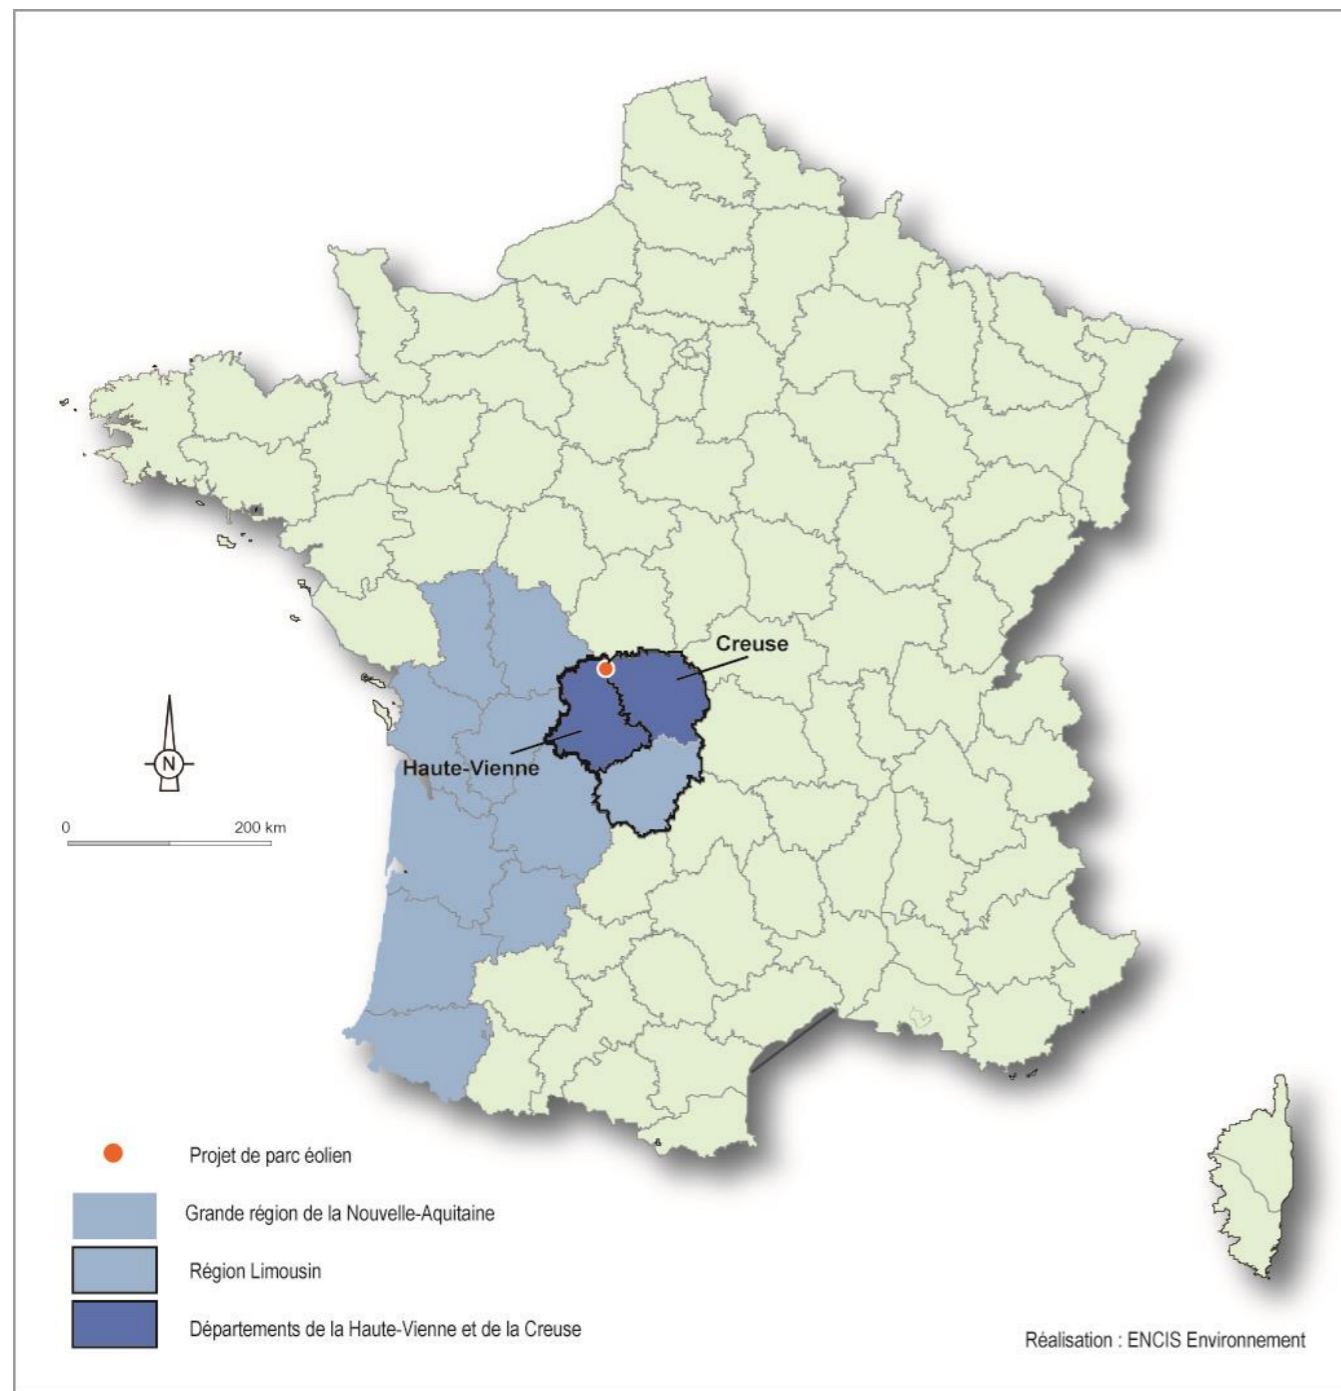 Creuse
Haute-Vienne
N
0 200 km
Projet de parc éolien
Grande région de la Nouvelle-Aquitaine
Région Limousin
Départements de la Haute-Vienne et de la Creuse
Réalisation : ENCIS Environnement